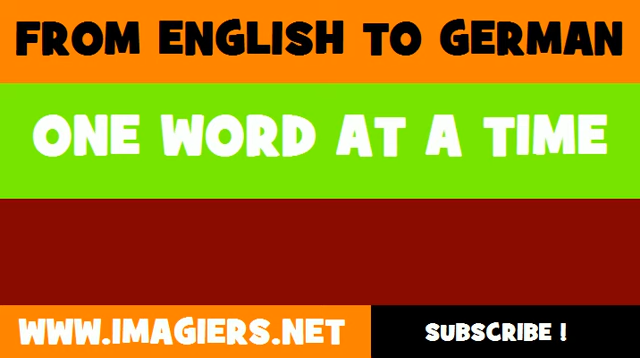 FROM ENGLISH TO GERMAN
ONE WORD AT A TIME
WWW.IMAGIERS.NET
SUBSCRIBE !